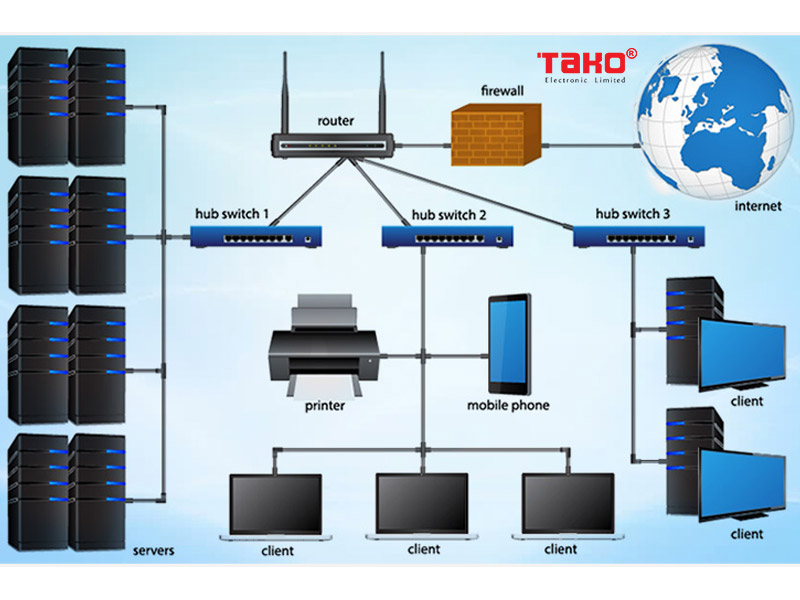 TAKO®
Electronic Limited
firewall
router
internet
hub switch 1
hub switch 2
hub switch 3
printer
mobile phone
client
client
servers
client
client
client